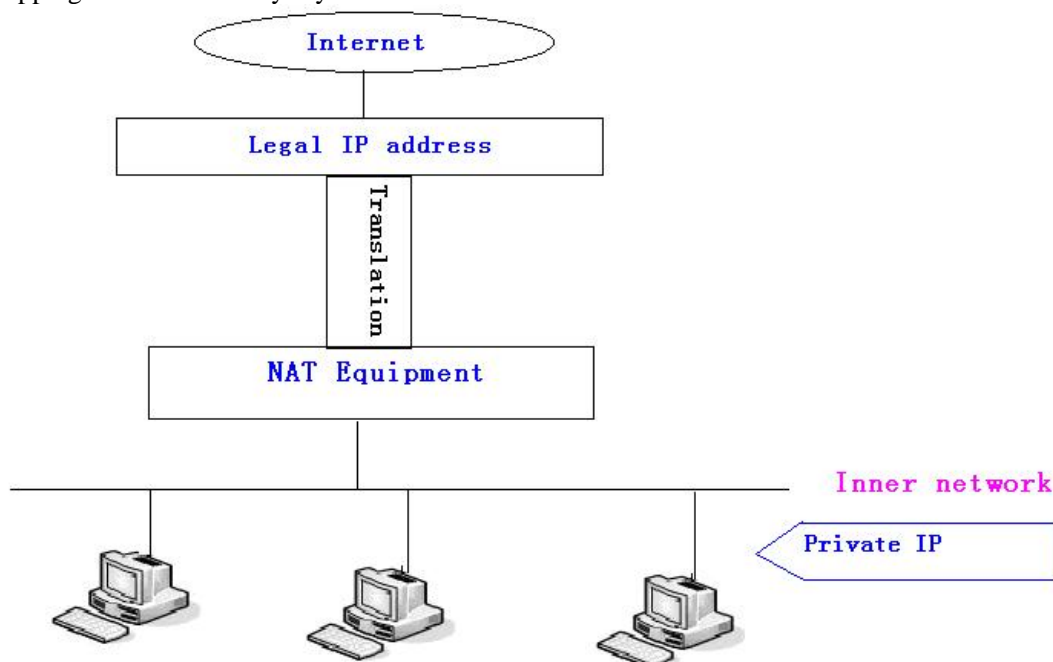 Internet
Legal IP address
Translation
NAT Equipment
Inner network
Private IP